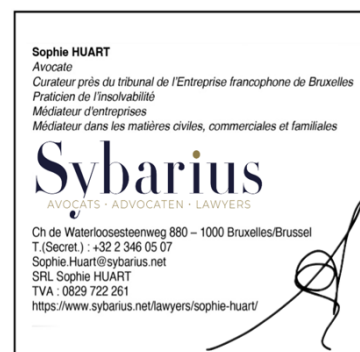 Sophie HUART
Avocate
Curateur près du tribunal de l'Entreprise francophone de Bruxelles
Praticien de l'insolvabilité
Médiateur d'entreprises
Médiateur dans les matières civiles, commerciales et familiales
Sybarius
AVOCATS · ADVOCATEN · LAWYERS
Ch de Waterloosesteenweg 880 – 1000 Bruxelles/Brussel
T.(Secret.) : +32 2 346 05 07
Sophie.Huart@sybarius.net
SRL Sophie HUART
TVA : 0829 722 261
https://www.sybarius.net/lawyers/sophie-huart/